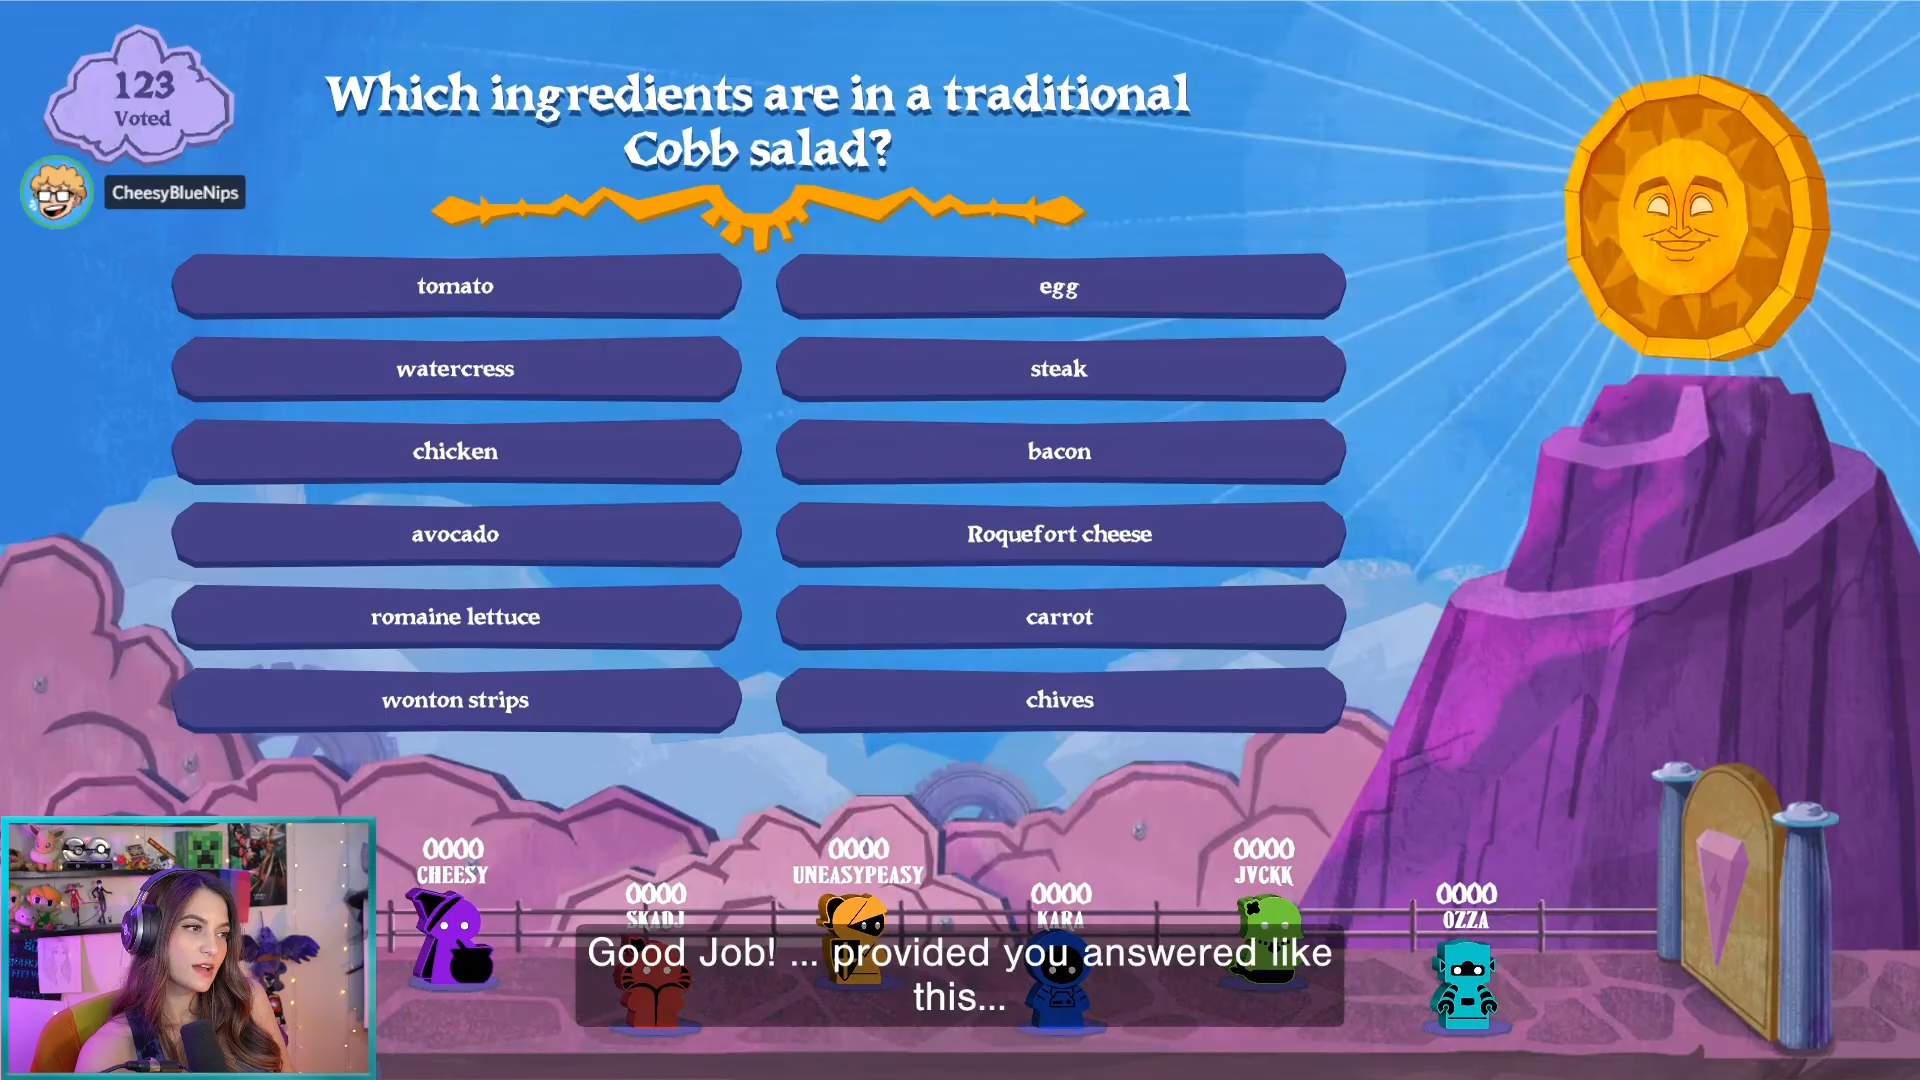 123
Voted
CheesyBlueNips
Which ingredients are in a traditional
Cobb salad?
tomato
egg
watercress
steak
chicken
bacon
avocado
Roquefort cheese
romaine lettuce
carrot
wonton strips
chives
0000
CHEESY
0000
SKADJ
0000
UNEASYPEASY
0000
KARA
0000
JVCKK
0000
OZZA
Good Job! ... provided you answered like
this...